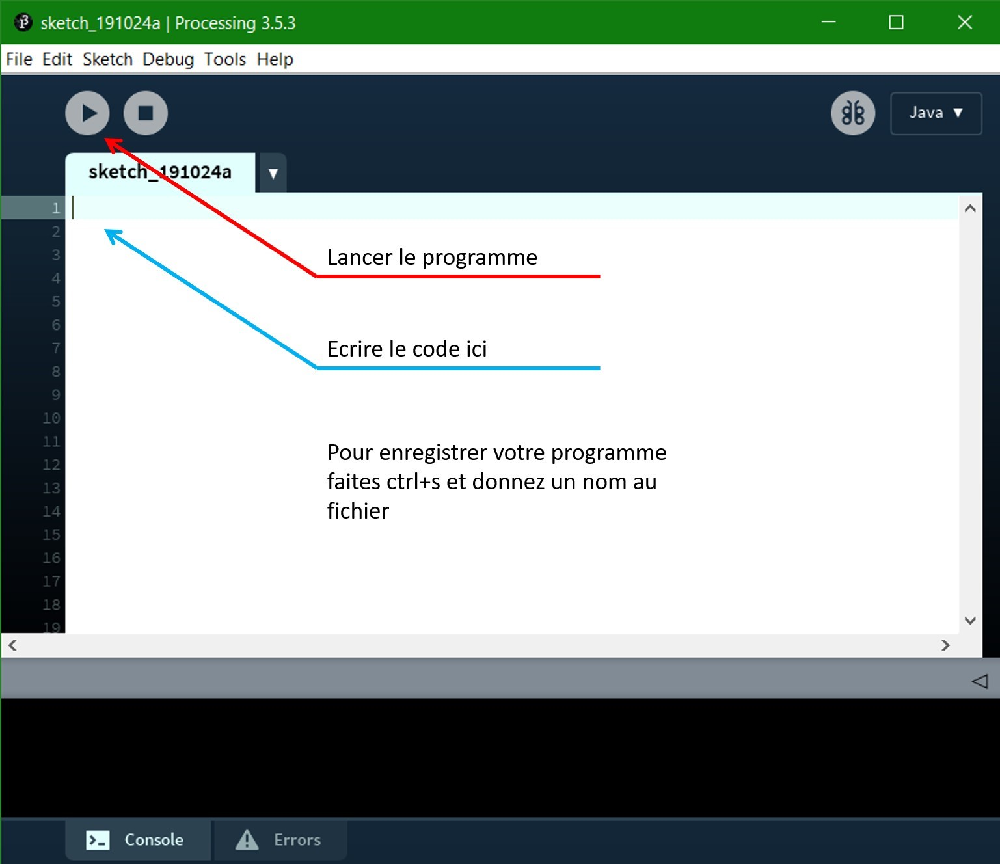 sketch_191024a | Processing 3.5.3
File Edit Sketch Debug Tools Help
Java ▼
sketch_191024a ▼
1
2
3
Lancer le programme
4
5
6
7
Ecrire le code ici
8
9
10
11
Pour enregistrer votre programme
12
faites ctrl+s et donnez un nom au
13
fichier
14
15
16
17
18
19
Console
Errors